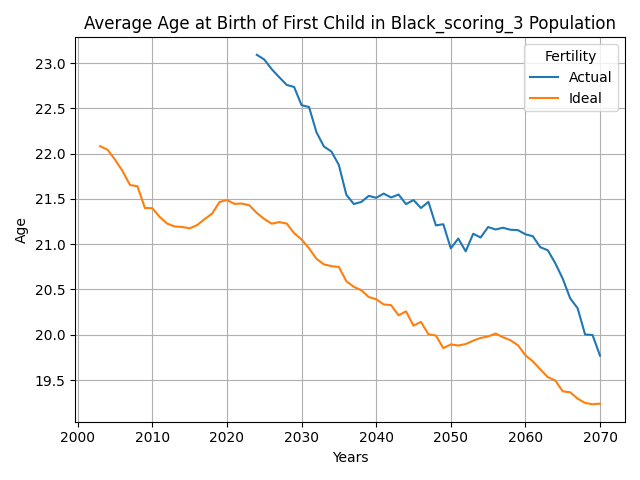 Average Age at Birth of First Child in Black_scoring_3 Population
Fertility
Actual
Ideal
Age
23.0
22.5
22.0
21.5
21.0
20.5
20.0
19.5
2000 2010 2020 2030 2040 2050 2060 2070
Years